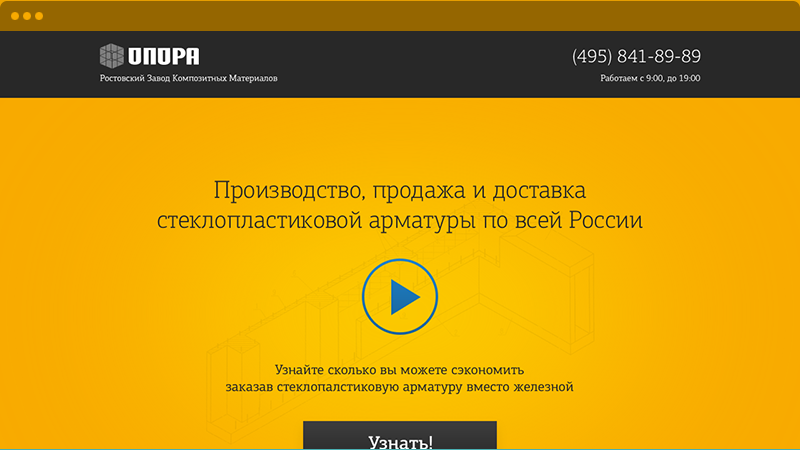 ОПОРА
(495) 841-89-89
Ростовский Завод Композитных Материалов
Работаем с 9:00, до 19:00
Производство, продажа и доставка
стеклопластиковой арматуры по всей России
Узнайте сколько вы можете сэкономить
заказав стеклопалстиковую арматуру вместо железной
Узнать!